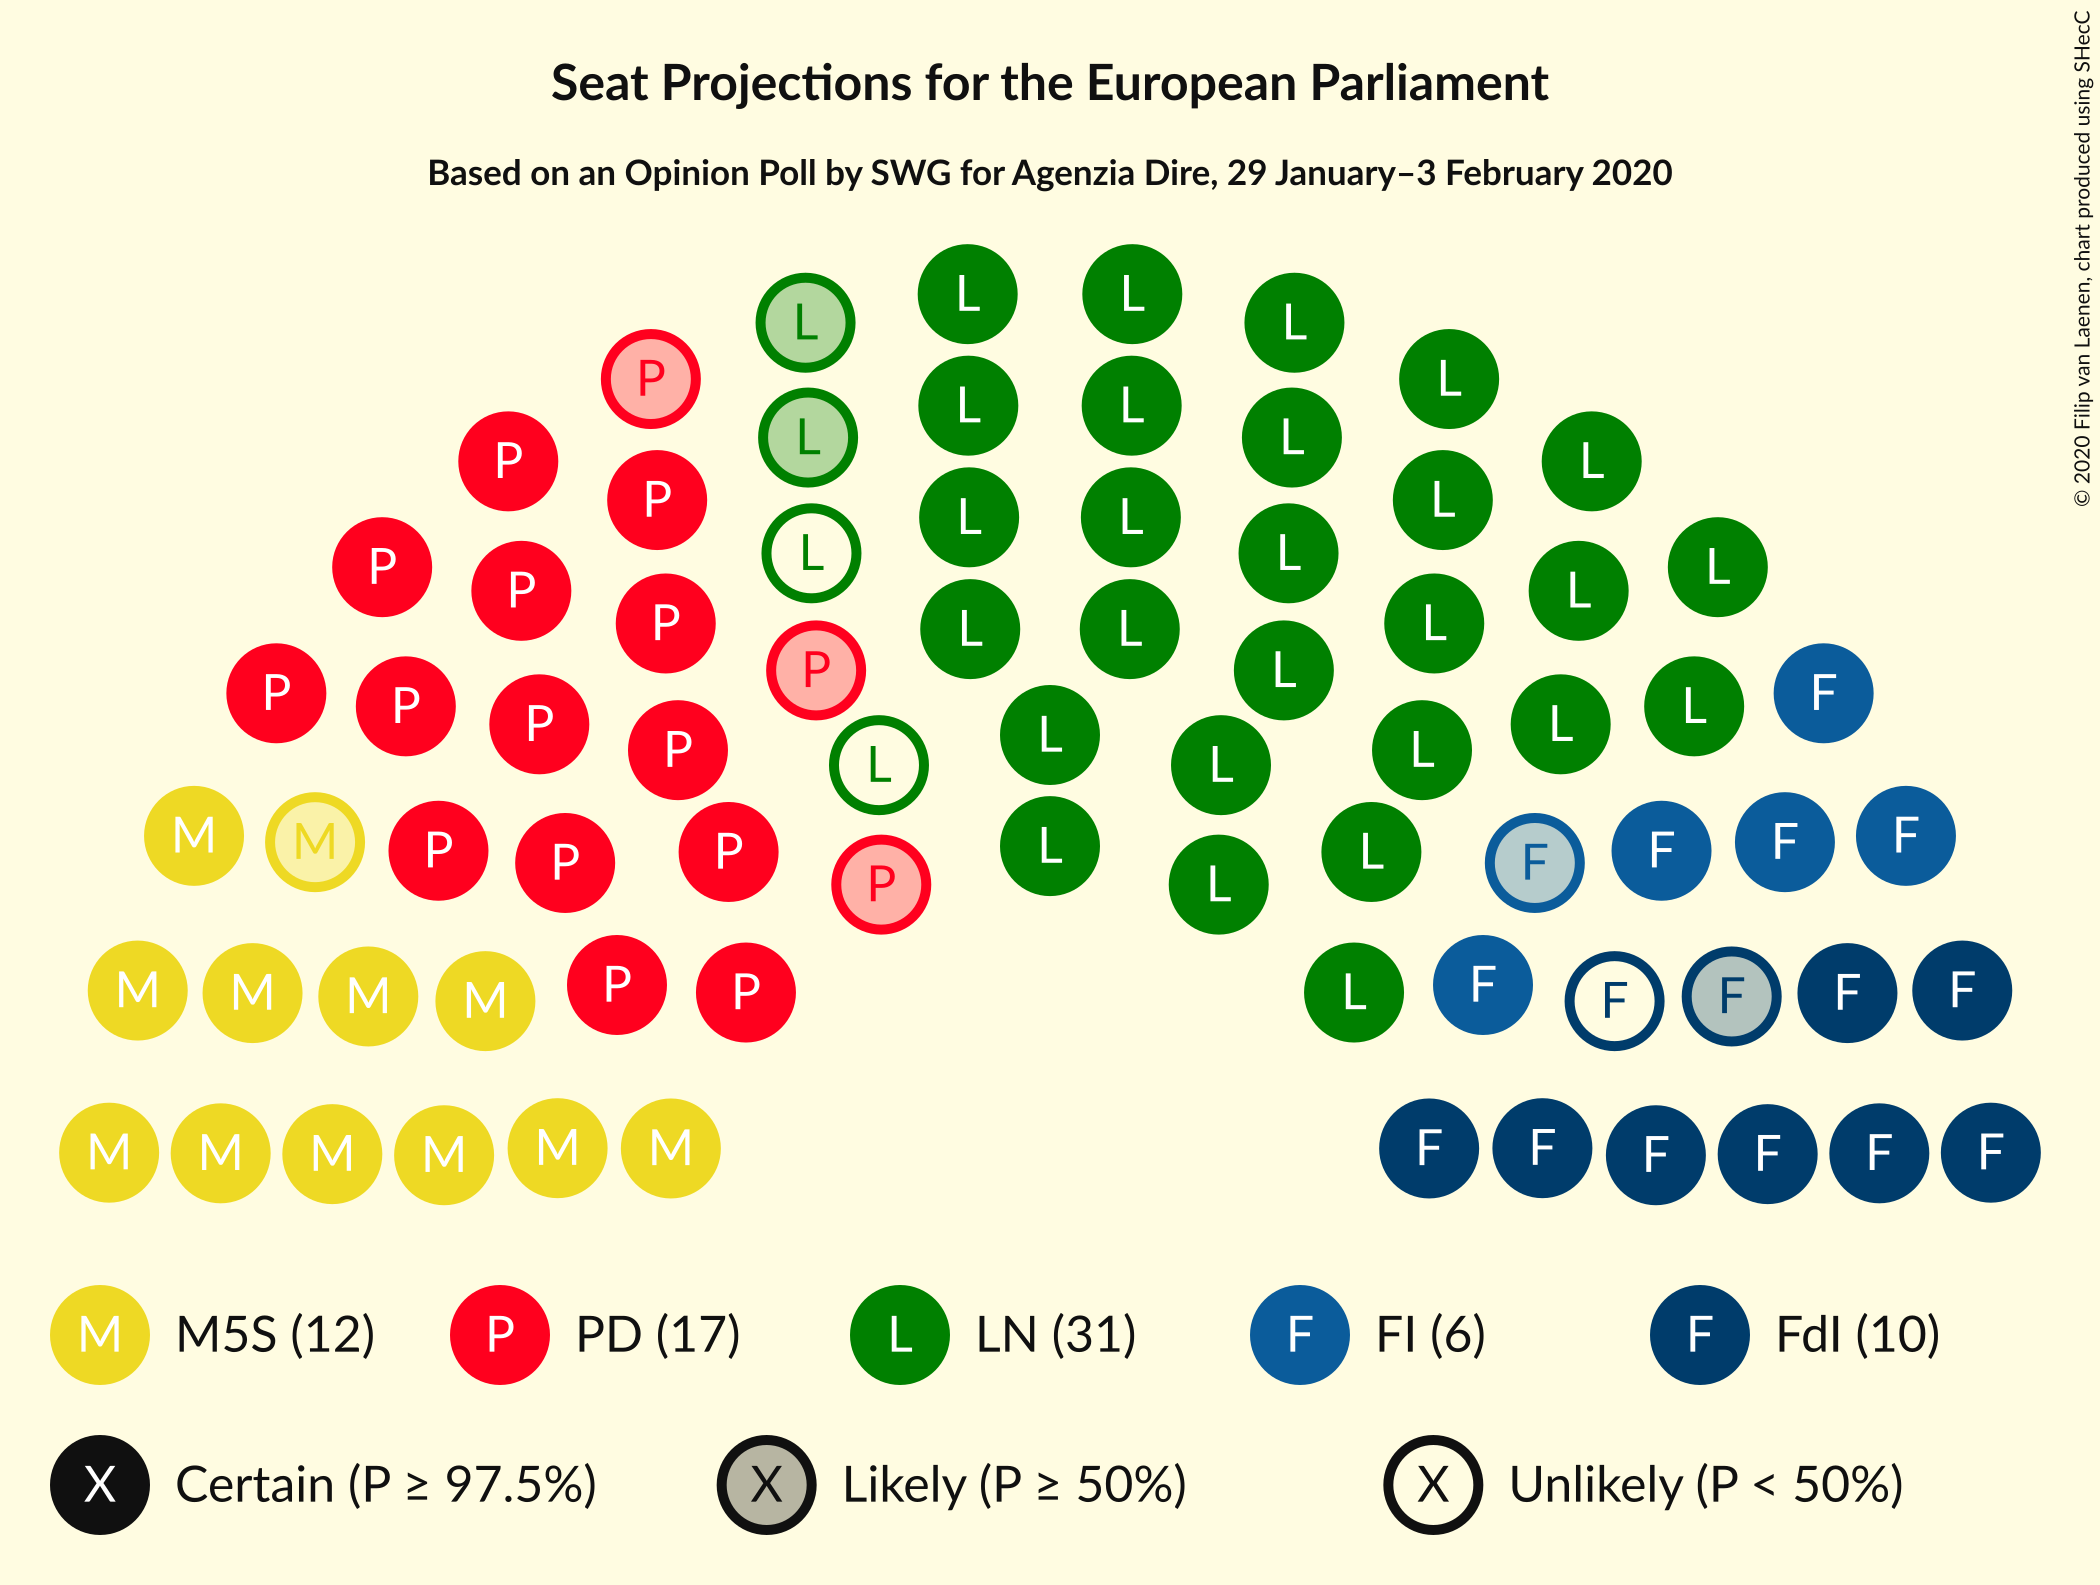 Seat Projections for the European Parliament
Based on an Opinion Poll by SWG for Agenzia Dire, 29 January–3 February 2020
© 2020 Filip van Laenen, chart produced using SHecC
L L L L
P L
L L
P L L L
P L
P L L L
P L
P L L
P L
P L
P L
P L
P P P P L L L L L F
L L L
M M P P P F F F F
L L
P L
M M M M P P L F F F F F
M M M M M M F F F F F F
M M5S (12) P PD (17) L LN (31) F FI (6) F FdI (10)
X Certain (P ≥ 97.5%) X Likely (P ≥ 50%) X Unlikely (P < 50%)